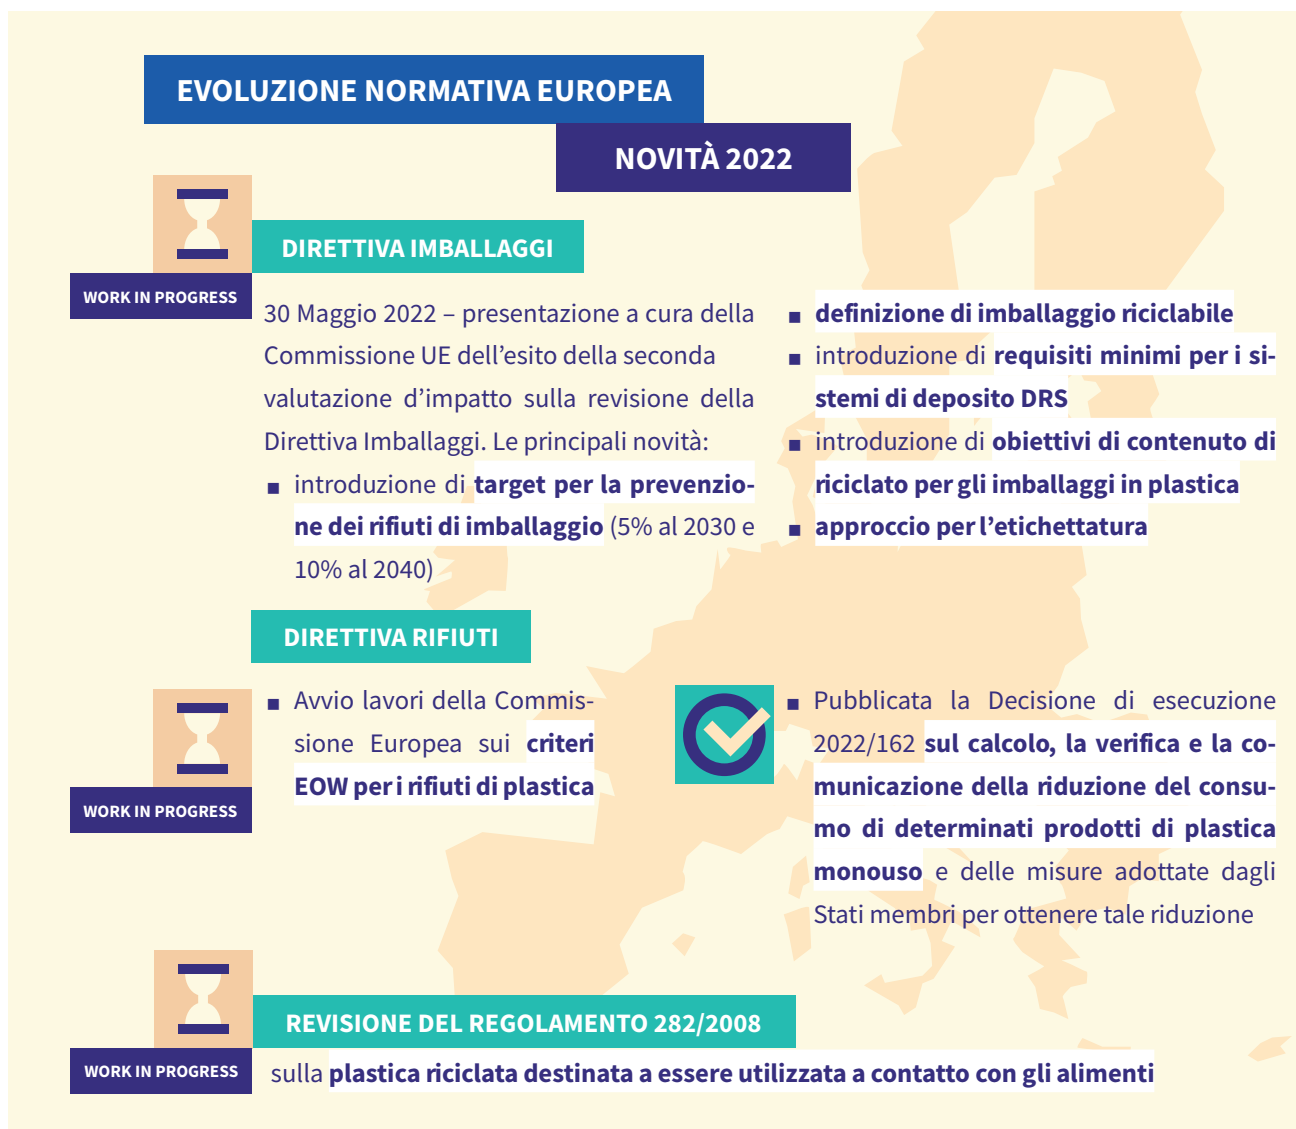 EVOLUZIONE NORMATIVA EUROPEA
NOVITÀ 2022
DIRETTIVA IMBALLAGGI
WORK IN PROGRESS
30 Maggio 2022 – presentazione a cura della
Commissione UE dell’esito della seconda
valutazione d’impatto sulla revisione della
Direttiva Imballaggi. Le principali novità:
▪ introduzione di target per la prevenzio-
ne dei rifiuti di imballaggio (5% al 2030 e
10% al 2040)
▪ definizione di imballaggio riciclabile
▪ introduzione di requisiti minimi per i si-
stemi di deposito DRS
▪ introduzione di obiettivi di contenuto di
riciclato per gli imballaggi in plastica
▪ approccio per l’etichettatura
DIRETTIVA RIFIUTI
WORK IN PROGRESS
▪ Avvio lavori della Commis-
sione Europea sui criteri
EOW per i rifiuti di plastica
▪ Pubblicata la Decisione di esecuzione
2022/162 sul calcolo, la verifica e la co-
municazione della riduzione del consu-
mo di determinati prodotti di plastica
monouso e delle misure adottate dagli
Stati membri per ottenere tale riduzione
REVISIONE DEL REGOLAMENTO 282/2008
WORK IN PROGRESS
sulla plastica riciclata destinata a essere utilizzata a contatto con gli alimenti